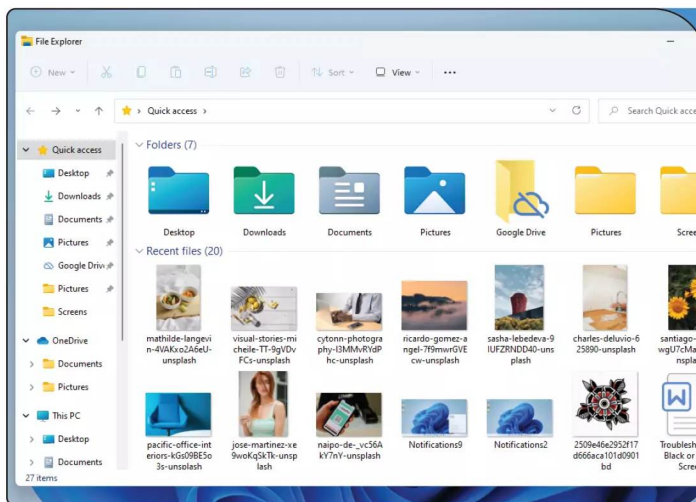 File Explorer
New
Sort
View
Quick access
Search Quick acce
Quick access
Desktop
Downloads
Documents
Pictures
Google Driv
Pictures
Screens
OneDrive
Documents
Pictures
This PC
Desktop
Documents
Folders (7)
Desktop
Downloads
Documents
Pictures
Google Drive
Pictures
Scree
Recent files (20)
mathilde-langevi
n-4VAKxo2A6eU-
unsplash
visual-stories-mi
cheile-TT-9gVDv
FCs-unsplash
cytonn-photogra
phy-I3MMvRYdP
hc-unsplash
ricardo-gomez-a
ngel-7f9mwrGVE
cw-unsplash
sasha-lebedeva-9
IUFZRNDD40-uns
plash
charles-deluvio-6
25890-unsplash
santiago-
wgU7cMa
nspla
pacific-office-int
eriors-kGs09BE5o
3s-unsplash
jose-martinez-xe
9woKqSkTk-unsp
lash
naipo-de-_vc56A
kY7nY-unsplash
Notifications9
Notifications2
2509e46e2952f17
d666aca101d0901
bd
W
Troublesh
Black or
Scree
27 items